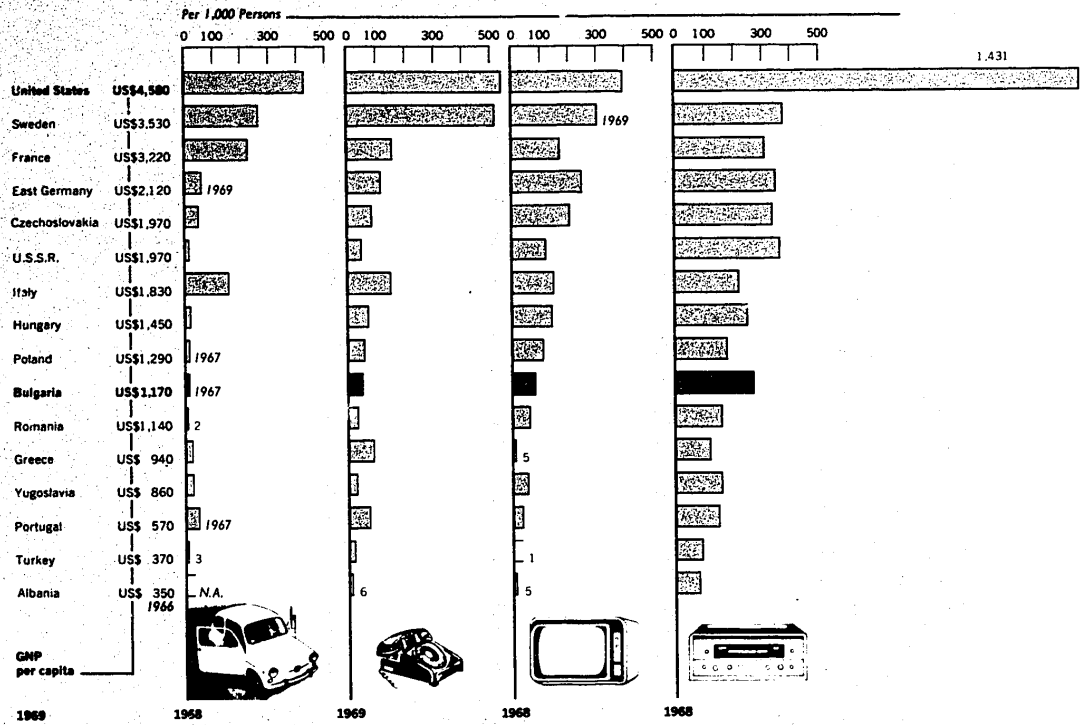 Per 1,000 Persons
0 100 300 500 0 100 300 500 0 100 300 500 0 100 300 500
1,431
United States US$4,580
Sweden US$3,530 1969
France US$3,220
East Germany US$2,120 1969
Czechoslovakia US$1,970
U.S.S.R. US$1,970
Italy US$1,830
Hungary US$1,450
Poland US$1,290 1967
Bulgaria US$1,170 1967
Romania US$1,140 2
Greece US$ 940 5
Yugoslavia US$ 860
Portugal US$ 570 1967
Turkey US$ 370 3 1
Albania US$ 350 N.A. 6 5
1966
GNP
per capita
1969 1968 1969 1968 1968